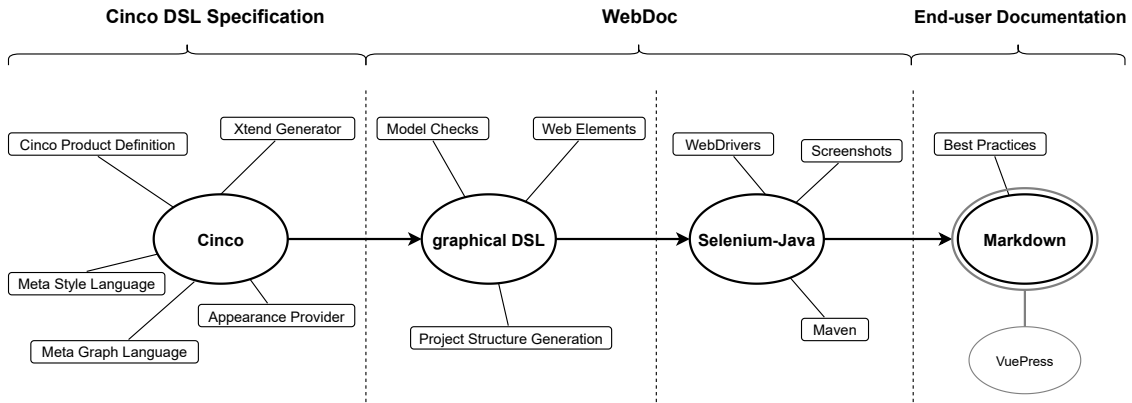 Cinco DSL Specification
WebDoc
End-user Documentation
Xtend Generator
Cinco Product Definition
Cinco
Meta Style Language
Appearance Provider
Meta Graph Language
Model Checks
Web Elements
graphical DSL
Project Structure Generation
WebDrivers
Screenshots
Selenium-Java
Maven
Best Practices
Markdown
VuePress